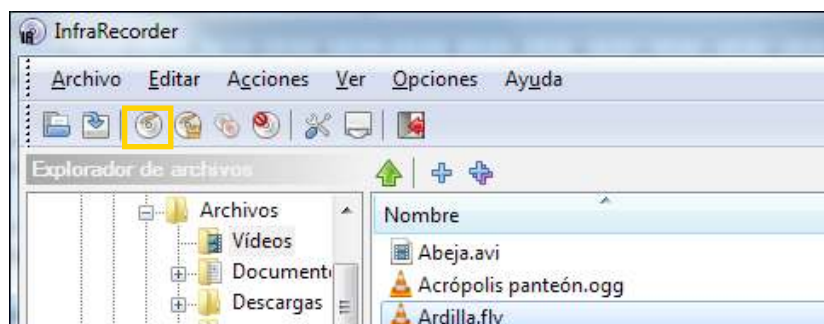 InfraRecorder
Archivo Editar Acciones Ver Opciones Ayuda
Explorador de archivos
Archivos
Vídeos
Document
Descargas
Nombre
Abeja.avi
Acrópolis panteón.ogg
Ardilla.flv